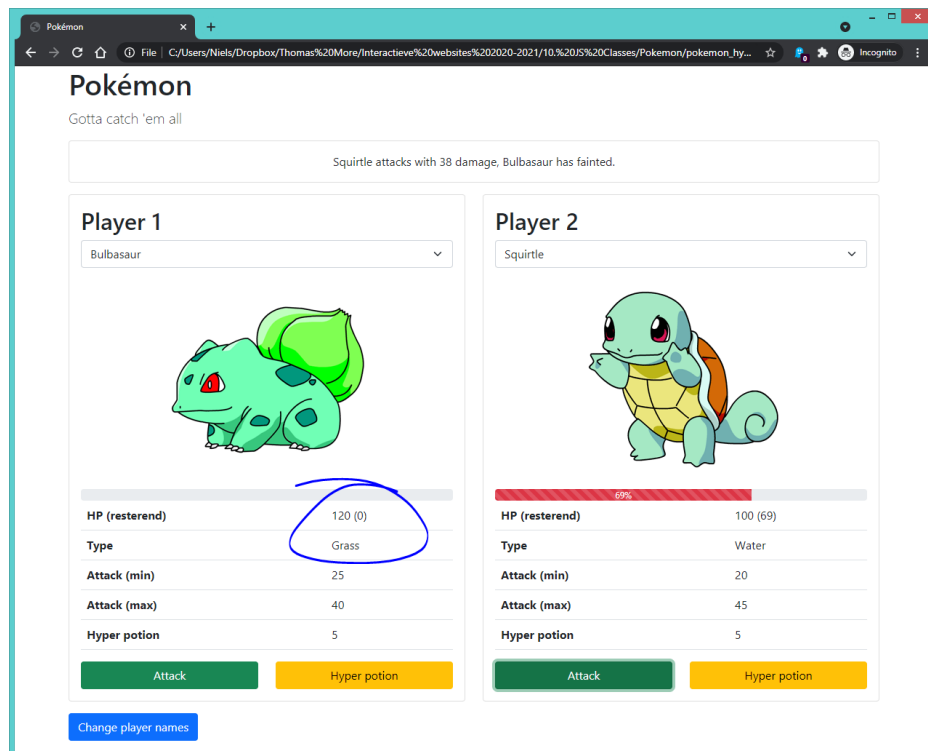 Pokémon
File C:/Users/Niels/Dropbox/Thomas%20More/Interactieve%20websites%202020-2021/10.%20JS%20Classes/Pokemon/pokemon_hy... Incognito
Pokémon
Gotta catch 'em all
Squirtle attacks with 38 damage, Bulbasaur has fainted.
Player 1
Bulbasaur
HP (resterend) 120 (0)
Type Grass
Attack (min) 25
Attack (max) 40
Hyper potion 5
Attack Hyper potion
Player 2
Squirtle
69%
HP (resterend) 100 (69)
Type Water
Attack (min) 20
Attack (max) 45
Hyper potion 5
Attack Hyper potion
Change player names